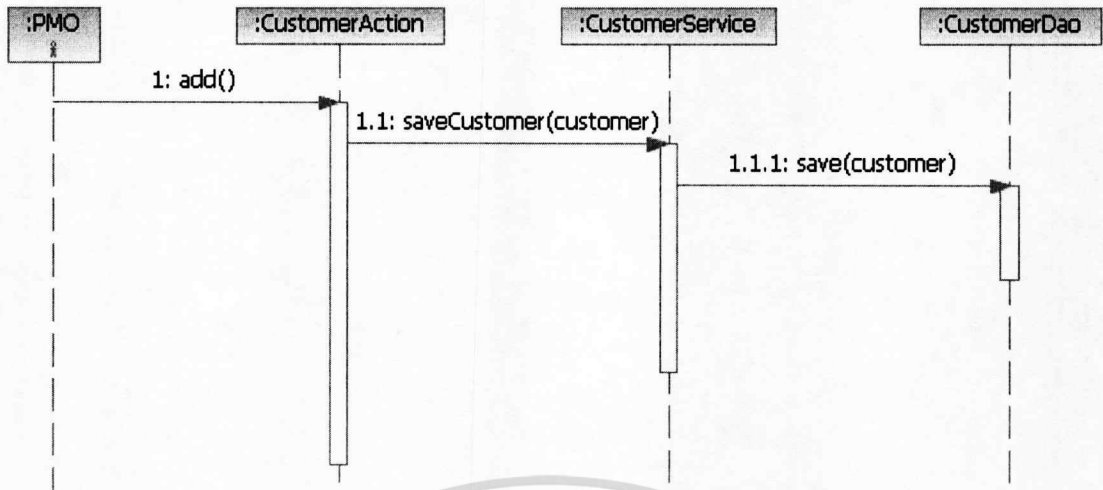 :PMO
:CustomerAction
:CustomerService
:CustomerDao
1: add()
1.1: saveCustomer(customer)
1.1.1: save(customer)